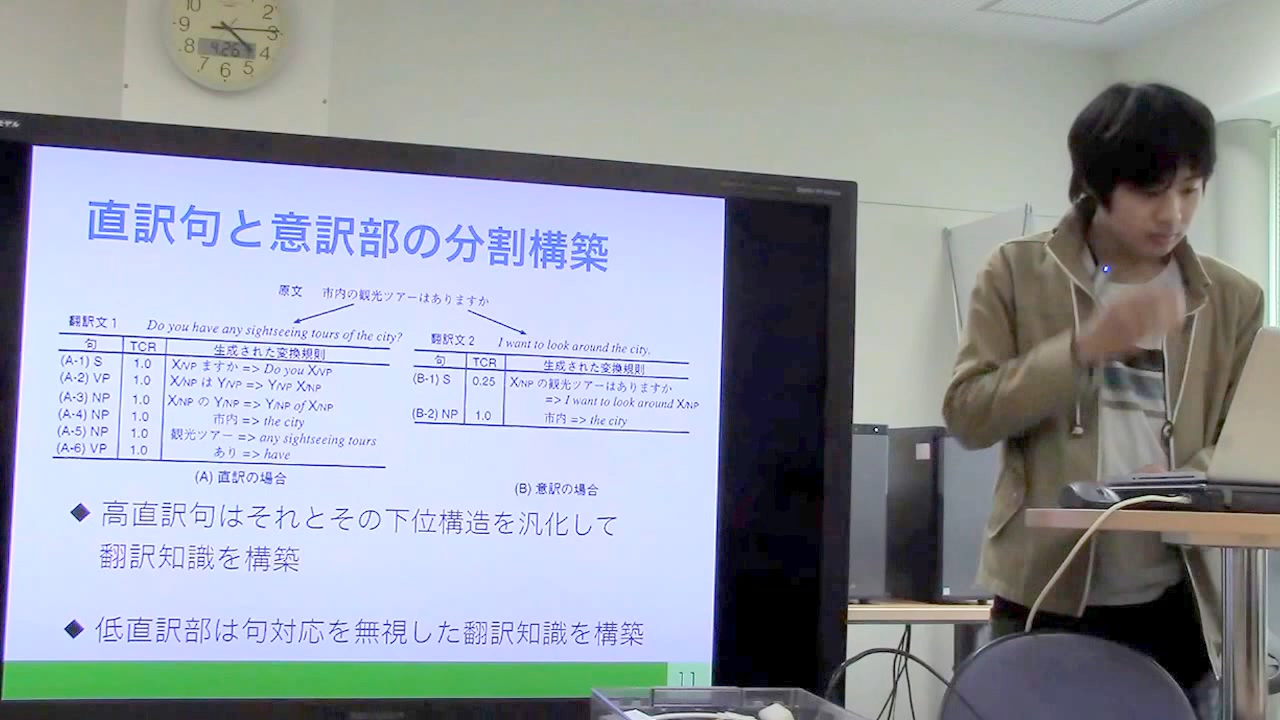 10
2
9
3
8
4
7
6
5
直訳句と意訳部の分割構築
原文 市内の観光ツアーはありますか
翻訳文1 Do you have any sightseeing tours of the city?
句 TCR 生成された変換規則
(A-1) S 1.0 X/VP ますか => Do you X/VP
(A-2) VP 1.0 X/NP は Y/VP => Y/VP X/NP
(A-3) NP 1.0 X/NP の Y/NP => Y/NP of X/NP
(A-4) NP 1.0 市内 => the city
(A-5) NP 1.0 観光ツアー => any sightseeing tours
(A-6) VP 1.0 あり => have
(A) 直訳の場合
翻訳文2 I want to look around the city.
句 TCR 生成された変換規則
(B-1) S 0.25 X/NP の観光ツアーはありますか
=> I want to look around X/NP
(B-2) NP 1.0 市内 => the city
(B) 意訳の場合
◆ 高直訳句はそれとその下位構造を汎化して
翻訳知識を構築
◆ 低直訳部は句対応を無視した翻訳知識を構築
11